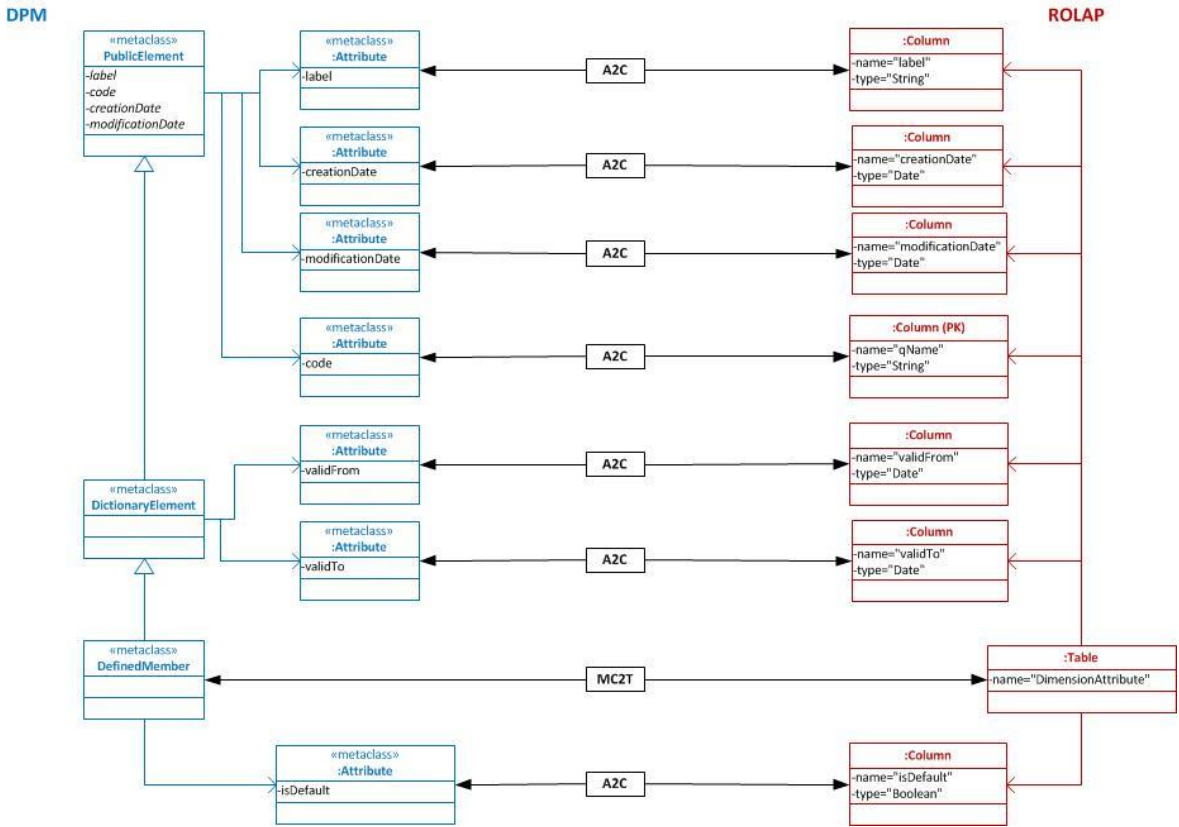 DPM
ROLAP
«metaclass»
PublicElement
-label
-code
-creationDate
-modificationDate
«metaclass»
:Attribute
-label
A2C
:Column
-name="label"
-type="String"
«metaclass»
:Attribute
-creationDate
A2C
:Column
-name="creationDate"
-type="Date"
«metaclass»
:Attribute
-modificationDate
A2C
:Column
-name="modificationDate"
-type="Date"
«metaclass»
:Attribute
-code
A2C
:Column (PK)
-name="qName"
-type="String"
«metaclass»
:Attribute
-validFrom
A2C
:Column
-name="validFrom"
-type="Date"
«metaclass»
DictionaryElement
«metaclass»
:Attribute
-validTo
A2C
:Column
-name="validTo"
-type="Date"
«metaclass»
DefinedMember
MC2T
:Table
-name="DimensionAttribute"
«metaclass»
:Attribute
-isDefault
A2C
:Column
-name="isDefault"
-type="Boolean"